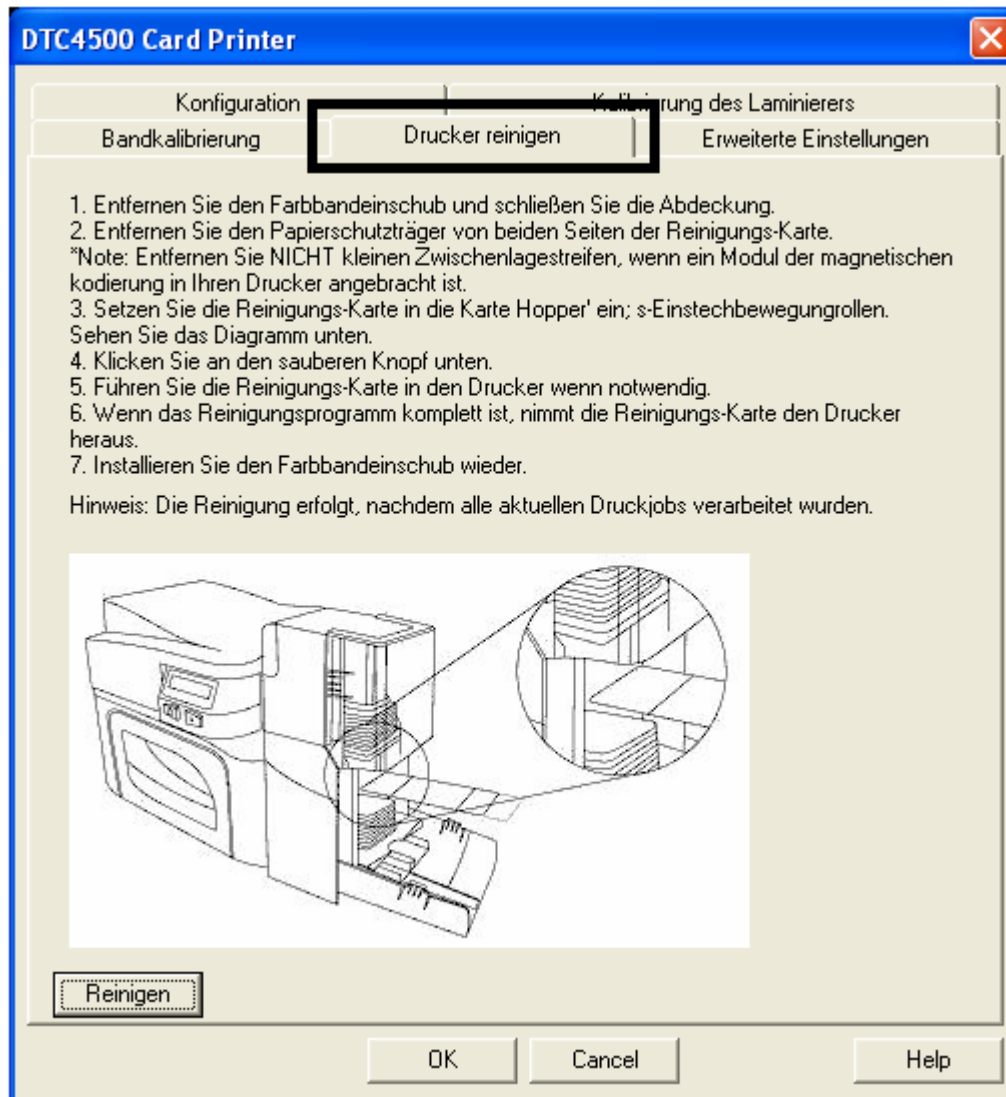 DTC4500 Card Printer
Konfiguration
Kalibrierung des Laminierers
Bandkalibrierung
Drucker reinigen
Erweiterte Einstellungen
1. Entfernen Sie den Farbbandeinschub und schließen Sie die Abdeckung.
2. Entfernen Sie den Papierschutzträger von beiden Seiten der Reinigungs-Karte.
*Note: Entfernen Sie NICHT kleinen Zwischenlagestreifen, wenn ein Modul der magnetischen
kodierung in Ihren Drucker angebracht ist.
3. Setzen Sie die Reinigungs-Karte in die Karte Hopper' ein; s-Einstechbewegungrollen.
Sehen Sie das Diagramm unten.
4. Klicken Sie an den sauberen Knopf unten.
5. Führen Sie die Reinigungs-Karte in den Drucker wenn notwendig.
6. Wenn das Reinigungsprogramm komplett ist, nimmt die Reinigungs-Karte den Drucker
heraus.
7. Installieren Sie den Farbbandeinschub wieder.
Hinweis: Die Reinigung erfolgt, nachdem alle aktuellen Druckjobs verarbeitet wurden.
Reinigen
OK
Cancel
Help